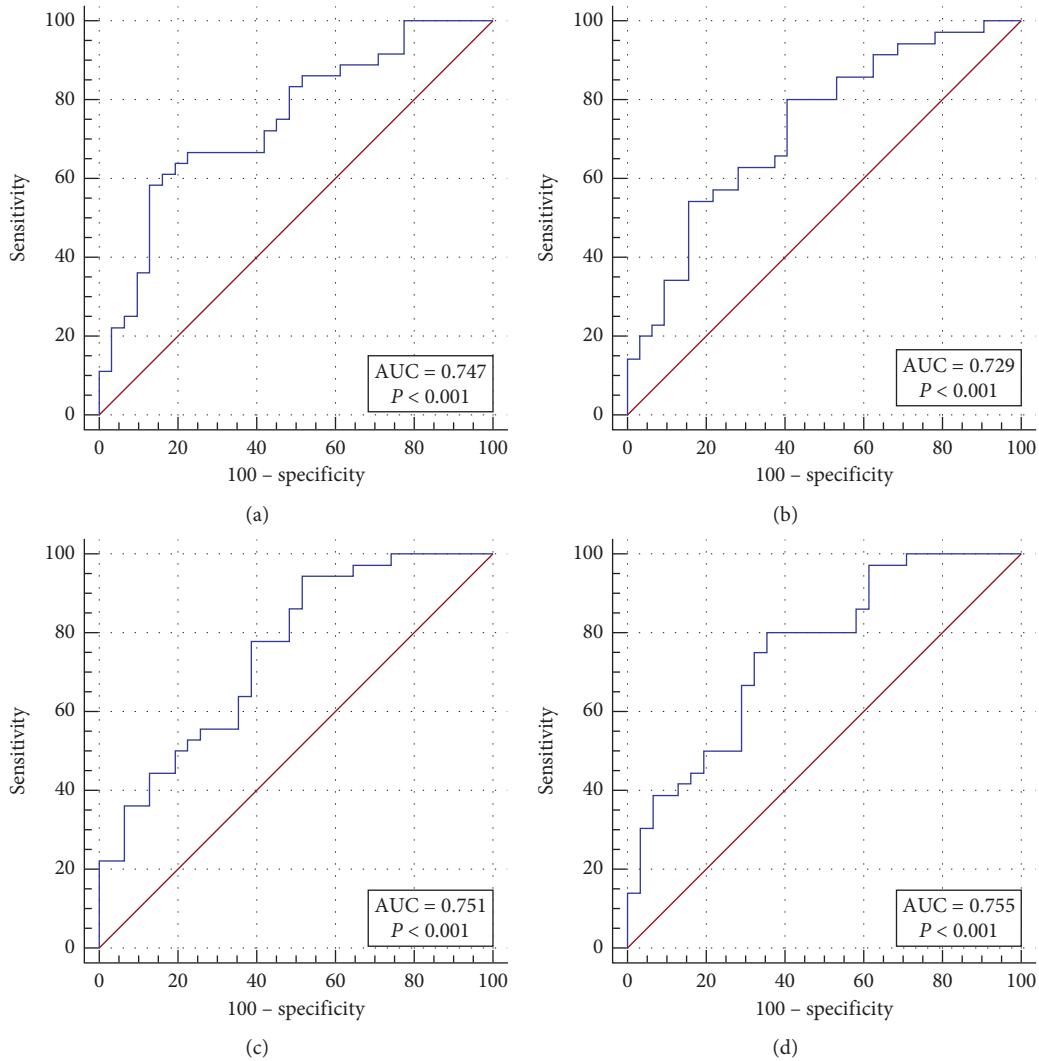 100
80
60
40
20
0
Sensitivity
AUC = 0.747
P < 0.001
0 20 40 60 80 100
100 – specificity
(a)
100
80
60
40
20
0
Sensitivity
AUC = 0.729
P < 0.001
0 20 40 60 80 100
100 – specificity
(b)
100
80
60
40
20
0
Sensitivity
AUC = 0.751
P < 0.001
0 20 40 60 80 100
100 – specificity
(c)
100
80
60
40
20
0
Sensitivity
AUC = 0.755
P < 0.001
0 20 40 60 80 100
100 – specificity
(d)